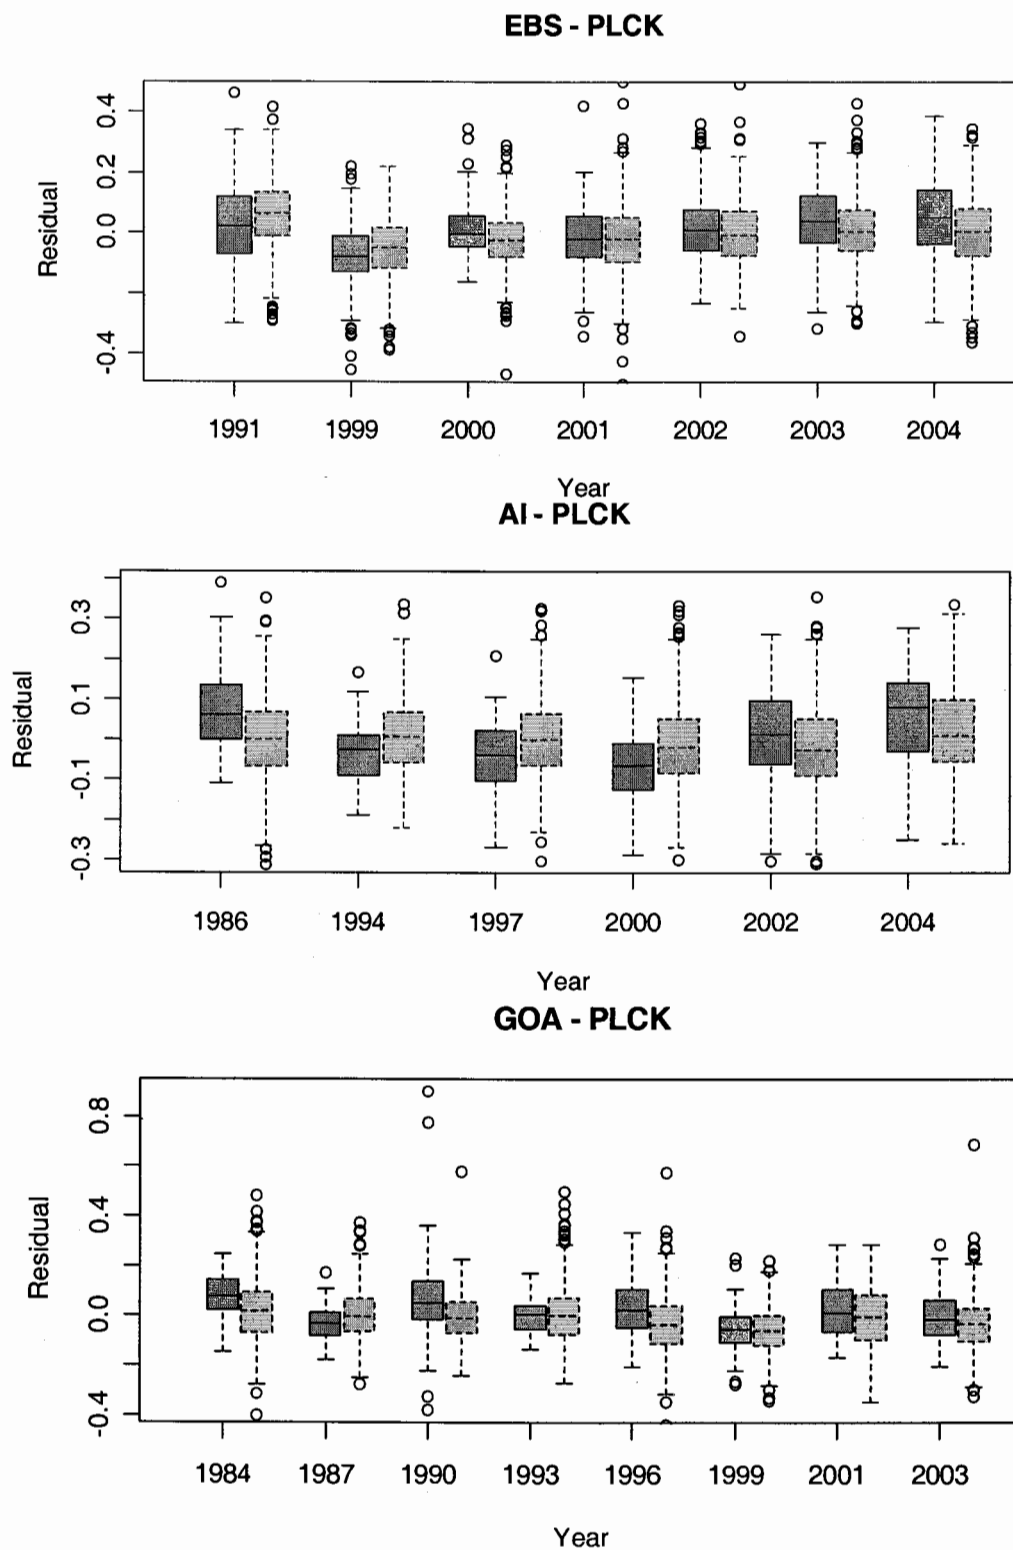 EBS - PLCK
Residual
0.4
0.2
0.0
-0.4
1991 1999 2000 2001 2002 2003 2004
Year
AI - PLCK
Residual
0.3
0.1
-0.1
-0.3
1986 1994 1997 2000 2002 2004
Year
GOA - PLCK
Residual
0.8
0.4
0.0
-0.4
1984 1987 1990 1993 1996 1999 2001 2003
Year